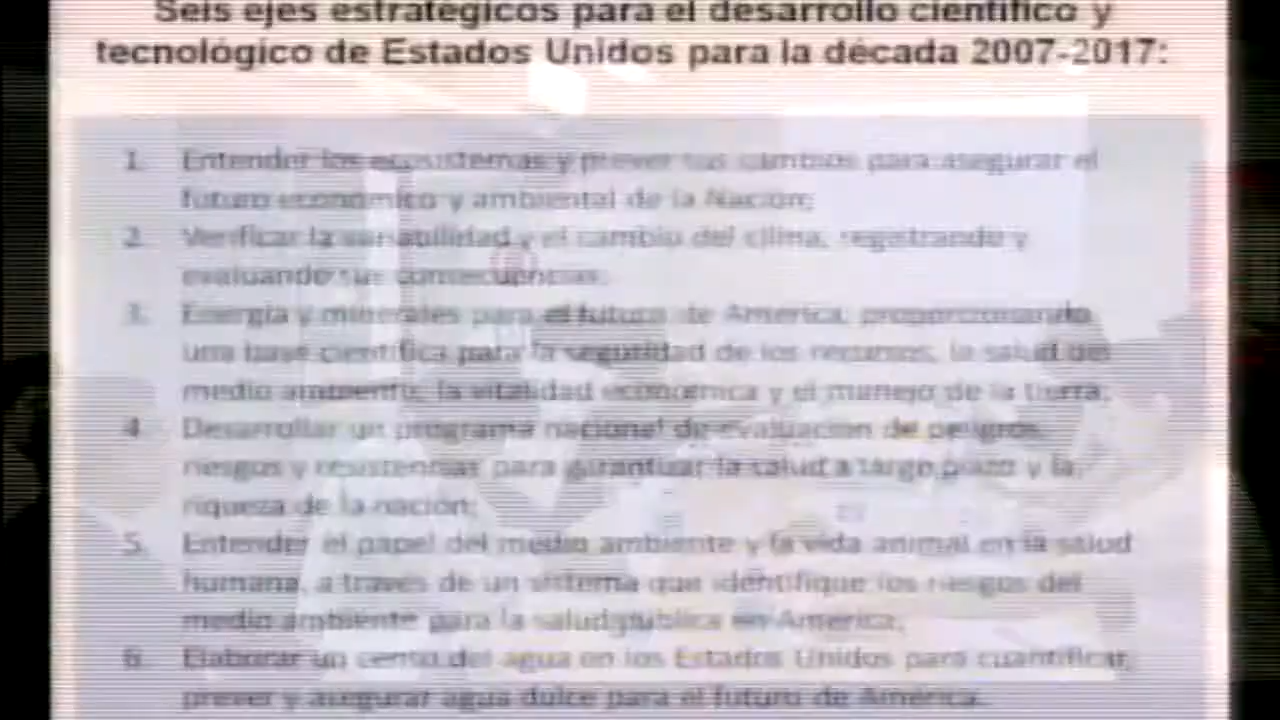 Seis ejes estratégicos para el desarrollo científico y
tecnológico de Estados Unidos para la década 2007-2017:
1. Entender los ecosistemas y prever sus cambios para asegurar el
futuro económico y ambiental de la Nación;
2. Verificar la variabilidad y el cambio del clima, registrando y
evaluando sus consecuencias;
3. Energía y minerales para el futuro de America, proporcionando
una base científica para la seguridad de los recursos, la salud del
medio ambiente, la vitalidad económica y el manejo de la tierra;
4. Desarrollar un programa nacional de evaluación de peligros,
riesgos y resistencias para garantizar la salud a largo plazo y la
riqueza de la nación;
5. Entender el papel del medio ambiente y la vida animal en la salud
humana, a través de un sistema que identifique los riesgos del
medio ambiente para la salud pública en America;
6. Elaborar un censo del agua en los Estados Unidos para cuantificar,
prever y asegurar agua dulce para el futuro de América.